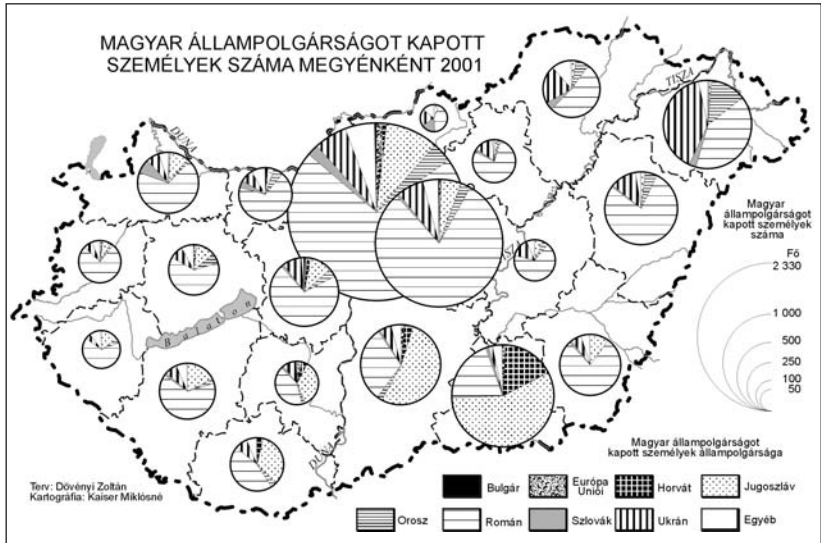 MAGYAR ÁLLAMPOLGÁRSÁGOT KAPOTT
SZEMÉLYEK SZÁMA MEGYÉNKÉNT 2001
DUNA
TISZA
Balaton
DUNA
Magyar
állampolgárságot
kapott személyek
száma
Fő
2 330
1 000
500
250
100
50
Magyar állampolgárságot
kapott személyek állampolgársága
Bulgár
Európa
Uniói
Horvát
Jugoszláv
Orosz
Román
Szlovák
Ukrán
Egyéb
Terv: Dövényi Zoltán
Kartográfia: Kaiser Miklósné